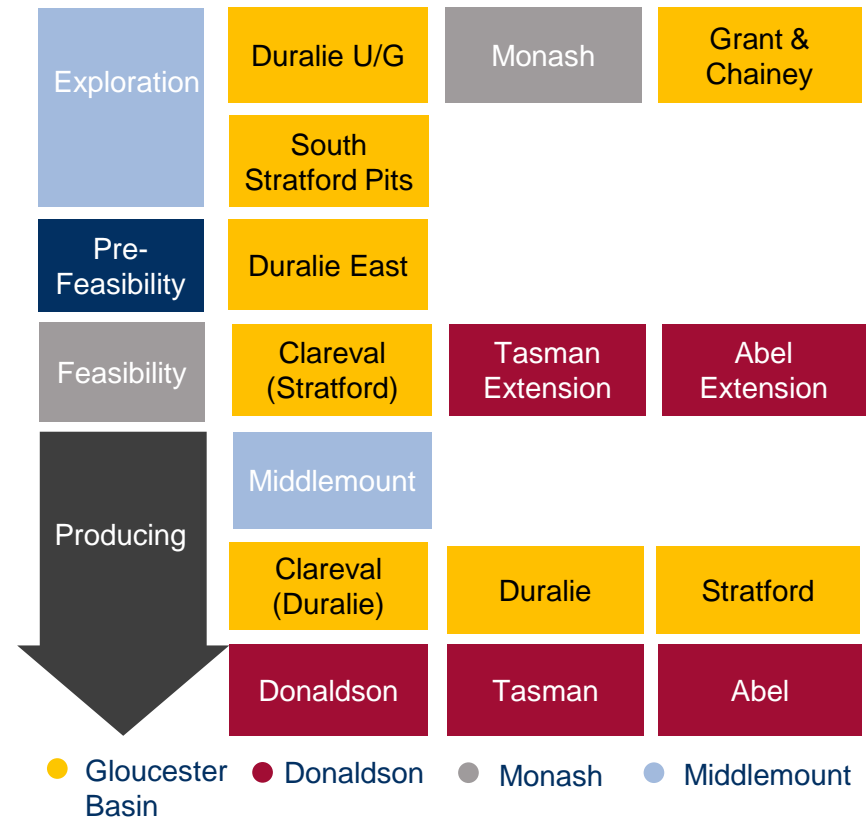 Exploration
Duralie U/G
Monash
Grant &
Chainey
South
Stratford Pits
Pre-
Feasibility
Duralie East
Feasibility
Clareval
(Stratford)
Tasman
Extension
Abel
Extension
Producing
Middlemount
Clareval
(Duralie)
Duralie
Stratford
Donaldson
Tasman
Abel
Gloucester
Basin
Donaldson
Monash
Middlemount